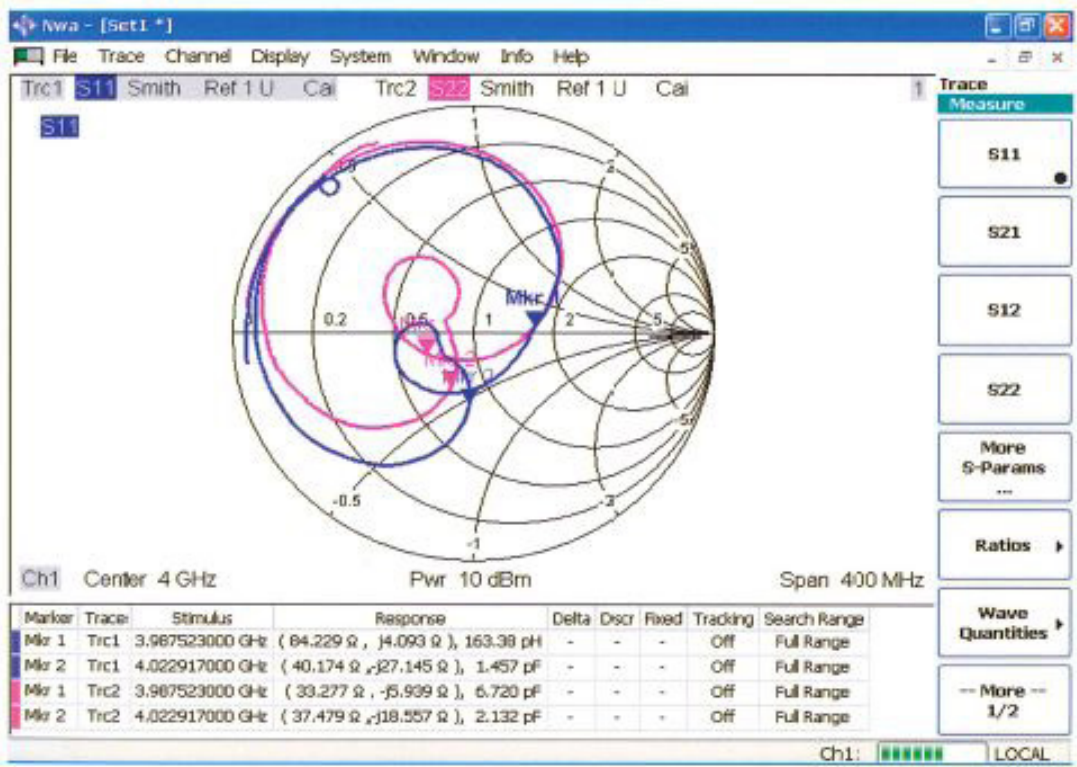 Nwa - [Set1 *]
File Trace Channel Display System Window Info Help
Trc1 S11 Smith Ref 1 U Cal Trc2 S22 Smith Ref 1 U Cal 1
S11
Trace
Measure
S11
S21
S12
S22
More
S-Params
...
Ratios
Wave
Quantities
-- More --
1/2
1
2
5
0.2
0.5
1
2
5
Mkr
-0.5
-1
-2
Ch1 Center 4 GHz Pwr 10 dBm Span 400 MHz
Marker Trace Stimulus Response Delta Discr Fixed Tracking Search Range
Mkr 1 Trc1 3.987523000 GHz ( 84.229 Ω , j4.093 Ω ), 163.38 pH - - - Off Full Range
Mkr 2 Trc1 4.022917000 GHz ( 40.174 Ω ,-j27.145 Ω ), 1.457 pF - - - Off Full Range
Mkr 1 Trc2 3.987523000 GHz ( 33.277 Ω , -j5.939 Ω ), 6.720 pF - - - Off Full Range
Mkr 2 Trc2 4.022917000 GHz ( 37.479 Ω ,-j18.557 Ω ), 2.132 pF - - - Off Full Range
Ch1: LOCAL